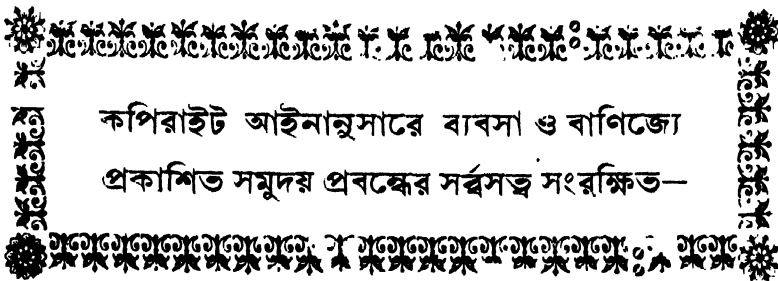 কপিরাইট আইনানুসারে ব্যবসা ও বাণিজ্যে
প্রকাশিত সমুদয় প্রবন্ধের সর্ব্বসত্ব সংরক্ষিত—